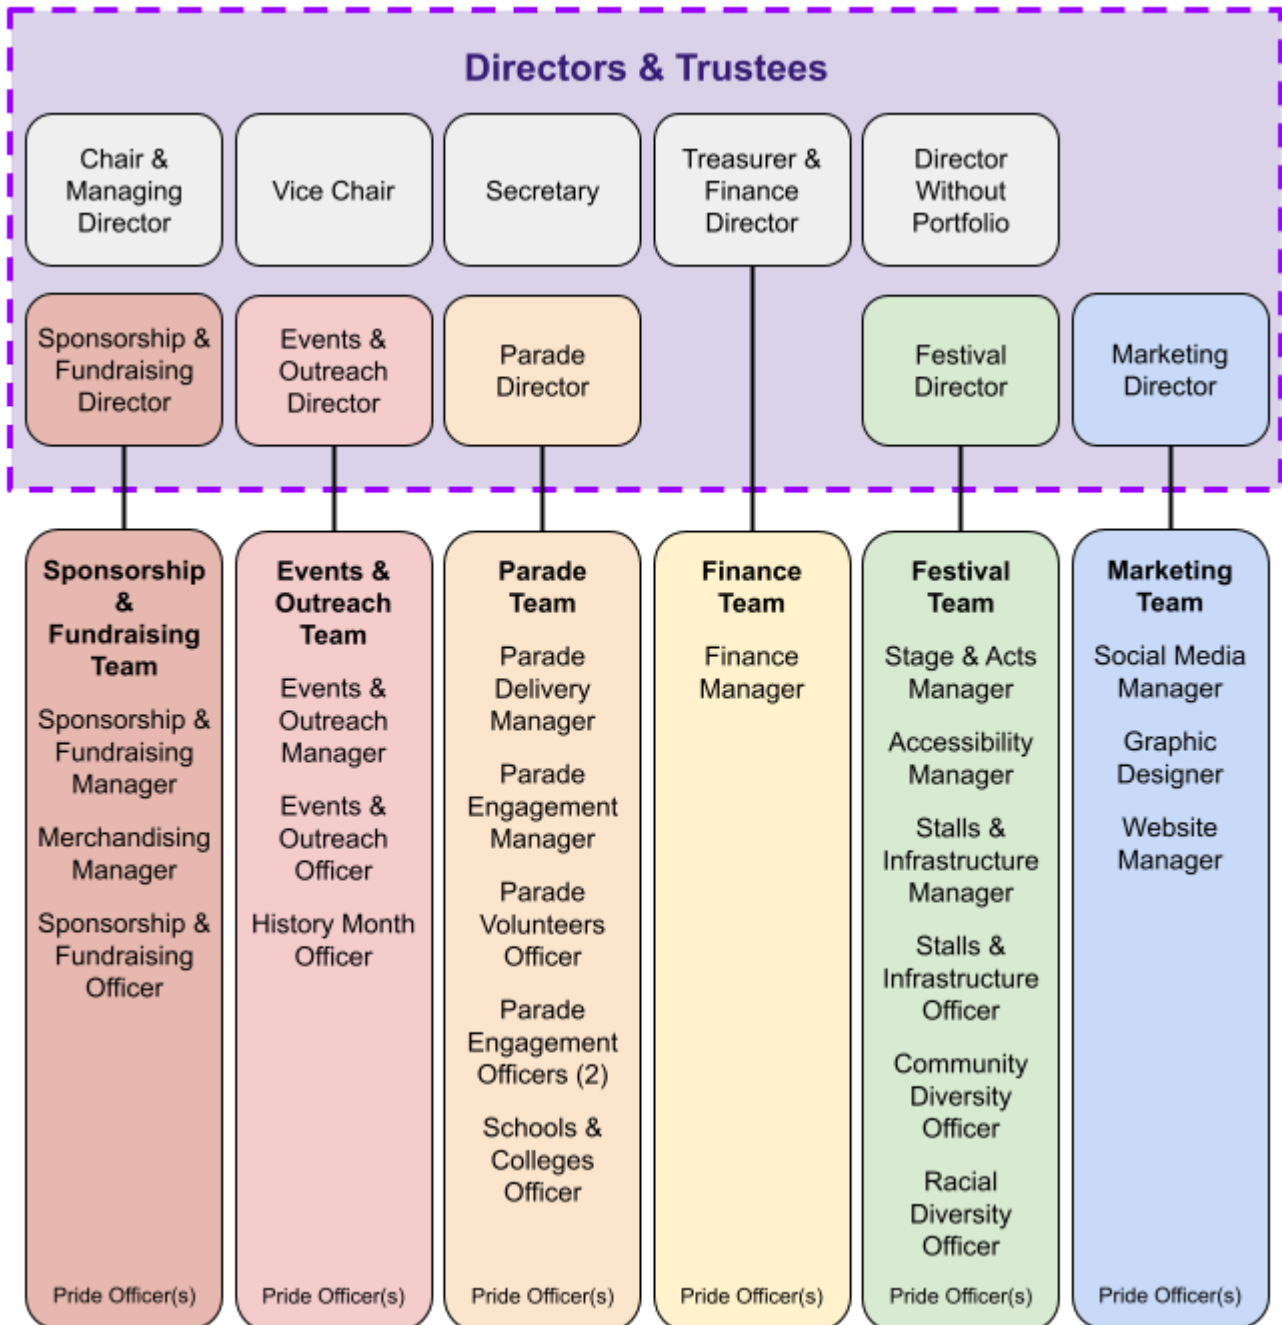 Directors & Trustees
Chair &
Managing
Director
Vice Chair
Secretary
Treasurer &
Finance
Director
Director
Without
Portfolio
Sponsorship &
Fundraising
Director
Events &
Outreach
Director
Parade
Director
Festival
Director
Marketing
Director
Sponsorship
&
Fundraising
Team
Sponsorship &
Fundraising
Manager
Merchandising
Manager
Sponsorship &
Fundraising
Officer
Pride Officer(s)
Events &
Outreach
Team
Events &
Outreach
Manager
Events &
Outreach
Officer
History Month
Officer
Pride Officer(s)
Parade
Team
Parade
Delivery
Manager
Parade
Engagement
Manager
Parade
Volunteers
Officer
Parade
Engagement
Officers (2)
Schools &
Colleges
Officer
Pride Officer(s)
Finance
Team
Finance
Manager
Pride Officer(s)
Festival
Team
Stage & Acts
Manager
Accessibility
Manager
Stalls &
Infrastructure
Manager
Stalls &
Infrastructure
Officer
Community
Diversity
Officer
Racial
Diversity
Officer
Pride Officer(s)
Marketing
Team
Social Media
Manager
Graphic
Designer
Website
Manager
Pride Officer(s)